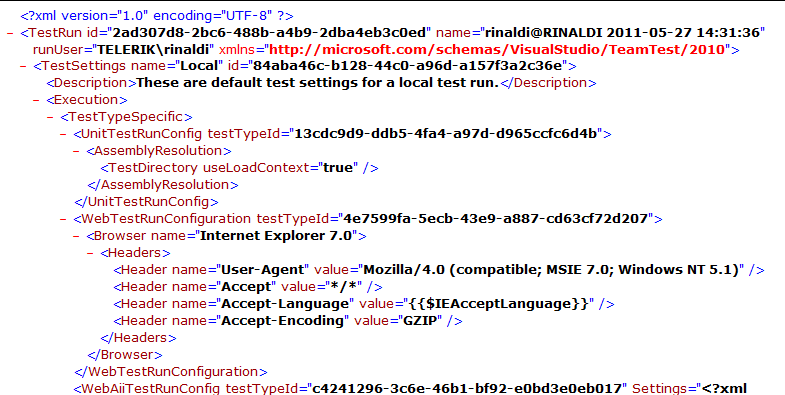 <?xml version="1.0" encoding="UTF-8" ?>
- <TestRun id="2ad307d8-2bc6-488b-a4b9-2dba4eb3c0ed" name="rinaldi@RINALDI 2011-05-27 14:31:36"
runUser="TELERIK\rinaldi" xmlns="http://microsoft.com/schemas/VisualStudio/TeamTest/2010">
- <TestSettings name="Local" id="84aba46c-b128-44c0-a96d-a157f3a2c36e">
<Description>These are default test settings for a local test run.</Description>
- <Execution>
- <TestTypeSpecific>
- <UnitTestRunConfig testTypeId="13cdc9d9-ddb5-4fa4-a97d-d965ccfc6d4b">
- <AssemblyResolution>
<TestDirectory useLoadContext="true" />
</AssemblyResolution>
</UnitTestRunConfig>
- <WebTestRunConfiguration testTypeId="4e7599fa-5ecb-43e9-a887-cd63cf72d207">
- <Browser name="Internet Explorer 7.0">
- <Headers>
<Header name="User-Agent" value="Mozilla/4.0 (compatible; MSIE 7.0; Windows NT 5.1)" />
<Header name="Accept" value="*/*" />
<Header name="Accept-Language" value="{{$IEAcceptLanguage}}" />
<Header name="Accept-Encoding" value="GZIP" />
</Headers>
</Browser>
</WebTestRunConfiguration>
<WebAiiTestRunConfig testTypeId="c4241296-3c6e-46b1-bf92-e0bd3e0eb017" Settings="<?xml